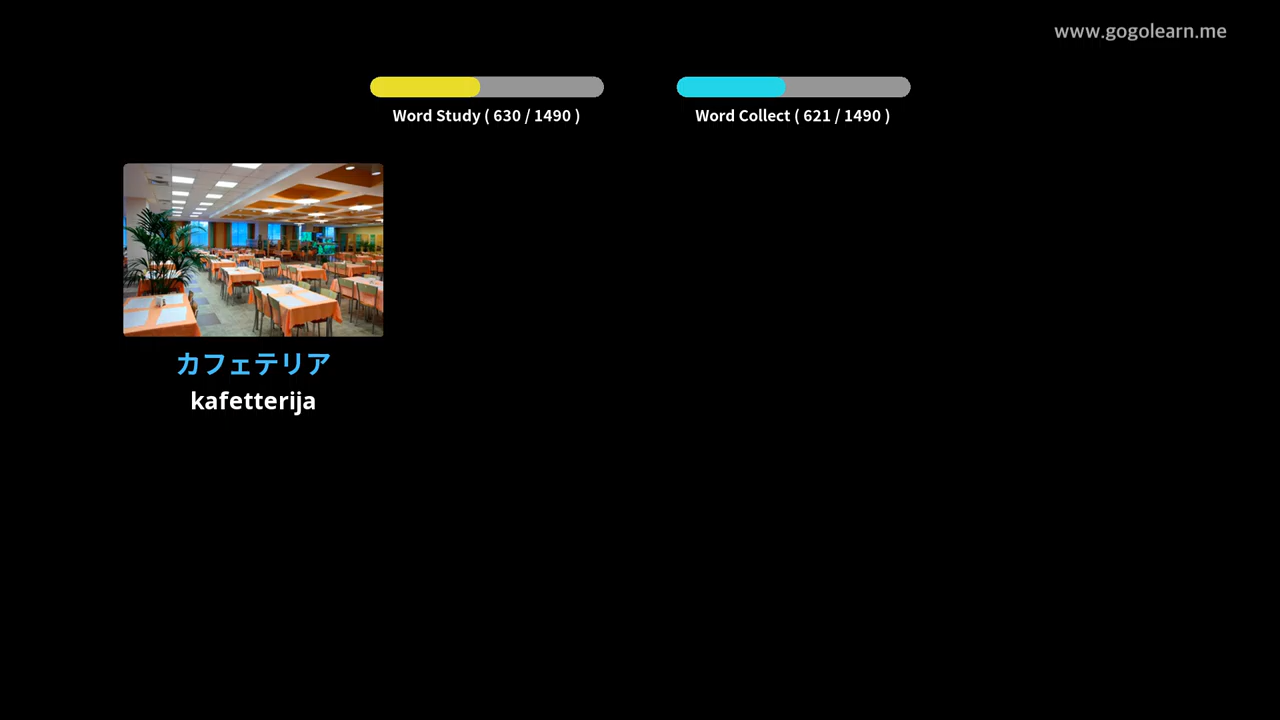 www.gogolearn.me
Word Study ( 630 / 1490 )
Word Collect ( 621 / 1490 )
カフェテリア
kafetterija